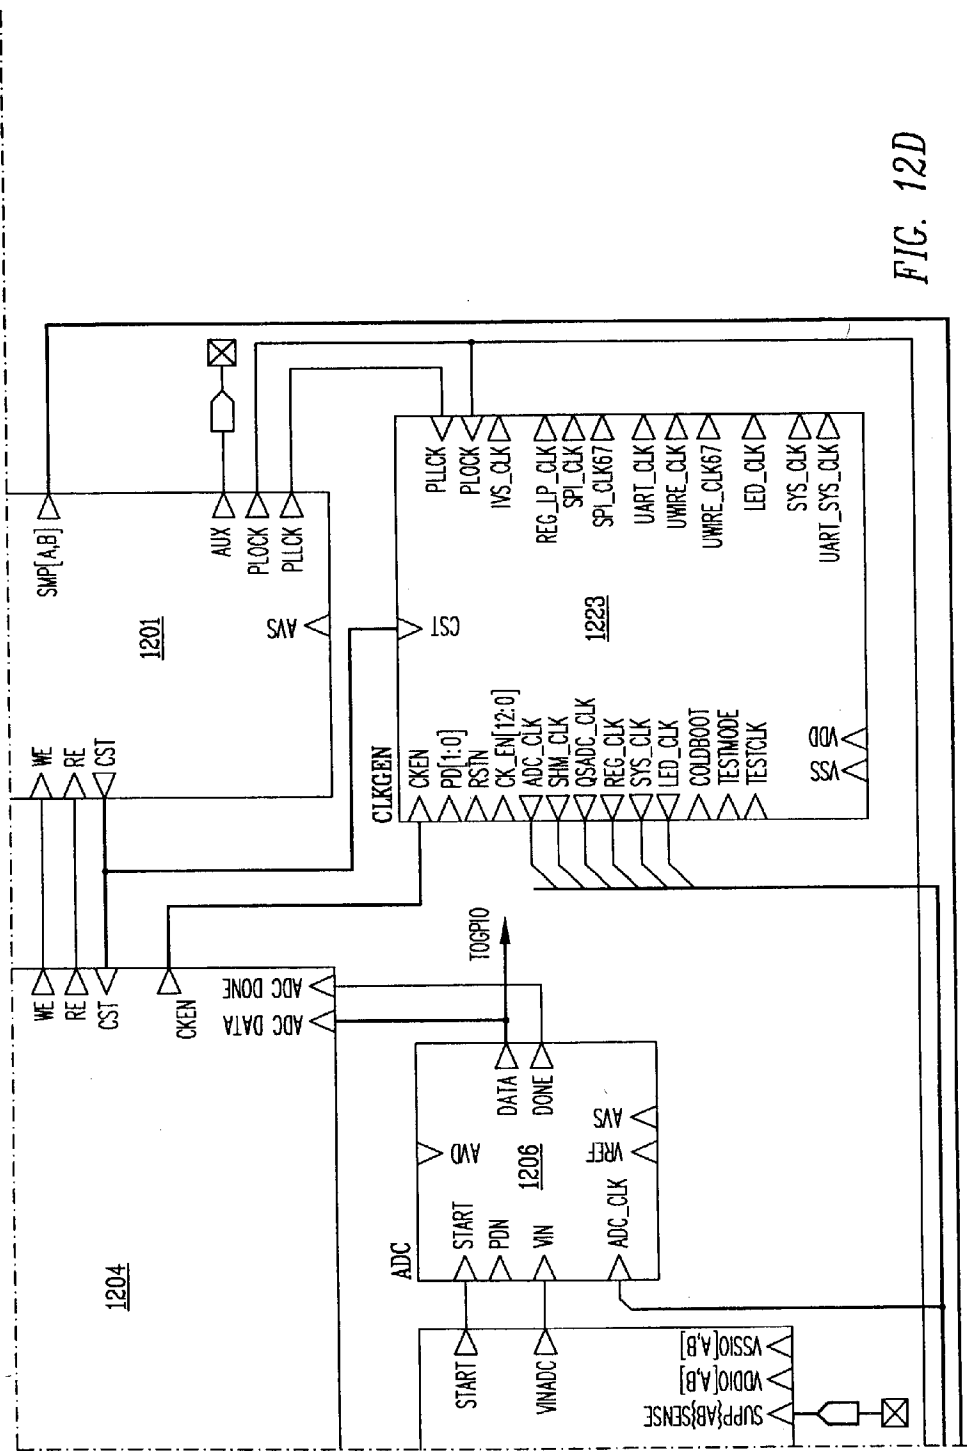 FIG. 12D
SMP[A,B]
AUX
PLOCK
PLLCK
AVS
1201
WE
RE
CST
WE
RE
CST
CKEN
ADC DONE
ADC DATA
1204
CLKGEN
1223
CST
CKEN
PD[1:0]
RSTN
CK_EN[12:0]
ADC_CLK
SHM_CLK
QSADC_CLK
REG_CLK
SYS_CLK
LED_CLK
COLDBOOT
TESTMODE
TESTCLK
PLLCK
PLOCK
IVS_CLK
REG_LP_CLK
SPI_CLK
SPI_CLK67
UART_CLK
UWIRE_CLK
UWIRE_CLK67
LED_CLK
SYS_CLK
UART_SYS_CLK
VSS
VDD
TOGPIO
ADC
1206
AVD
START
PDN
VIN
ADC_CLK
DATA
DONE
VREF
AVS
START
VINADC
SUPP{AB}SENSE
VDDIO[A,B]
VSSIO[A,B]